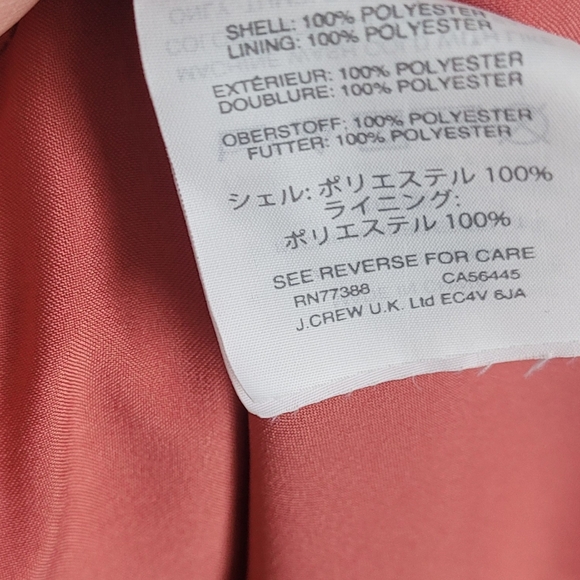 SHELL: 100% POLYESTER
LINING: 100% POLYESTER
EXTÉRIEUR: 100% POLYESTER
DOUBLURE: 100% POLYESTER
OBERSTOFF: 100% POLYESTER
FUTTER: 100% POLYESTER
シェル: ポリエステル 100%
ライニング:
ポリエステル 100%
SEE REVERSE FOR CARE
RN77388 CA56445
J.CREW U.K. Ltd EC4V 6JA